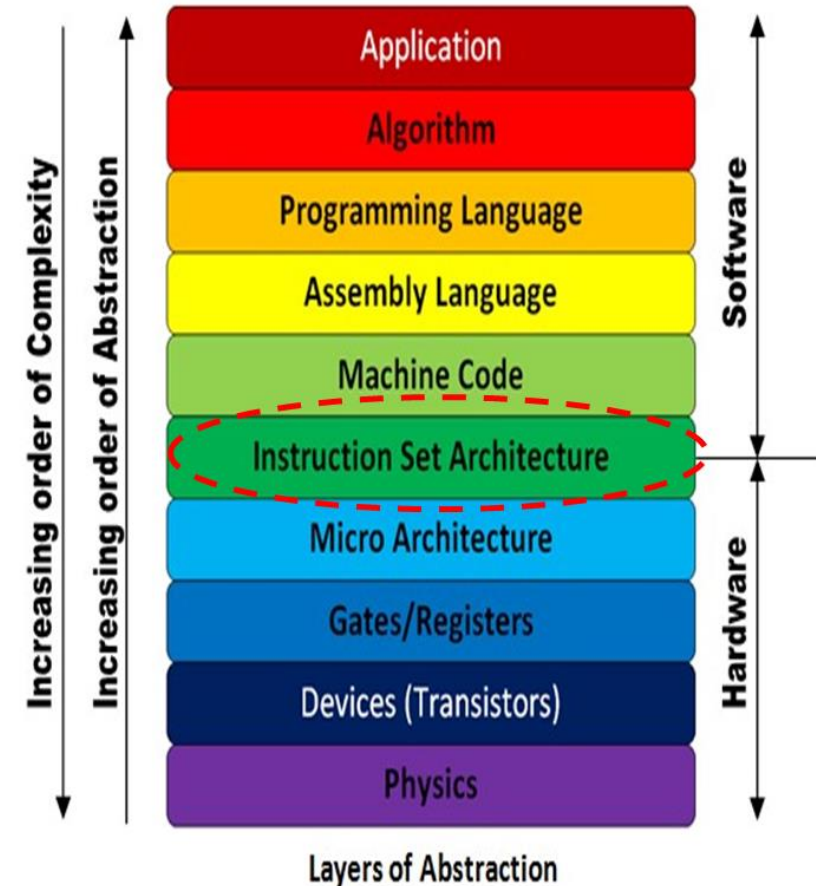 Increasing order of Complexity
Increasing order of Abstraction
Application
Algorithm
Programming Language
Assembly Language
Machine Code
Instruction Set Architecture
Micro Architecture
Gates/Registers
Devices (Transistors)
Physics
Software
Hardware
Layers of Abstraction